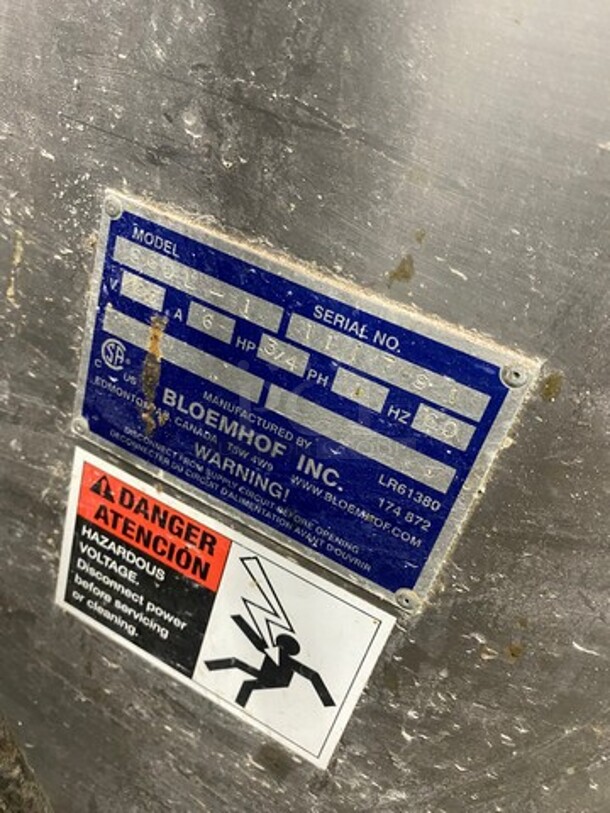 MODEL
SERIAL NO.
V A 6 HP 3/4 PH HZ 60
SA
C US
MANUFACTURED BY
BLOEMHOF INC.
LR61380
EDMONTON AB, CANADA T5W 4W9
174 872
WARNING!
WWW.BLOEMHOF.COM
DISCONNECT FROM SUPPLY CIRCUIT BEFORE OPENING
DECONNECTER DU CIRCUIT D'ALIMENTATION AVANT D'OUVRIR
DANGER
ATENCIÓN
HAZARDOUS
VOLTAGE.
Disconnect power
before servicing
or cleaning.